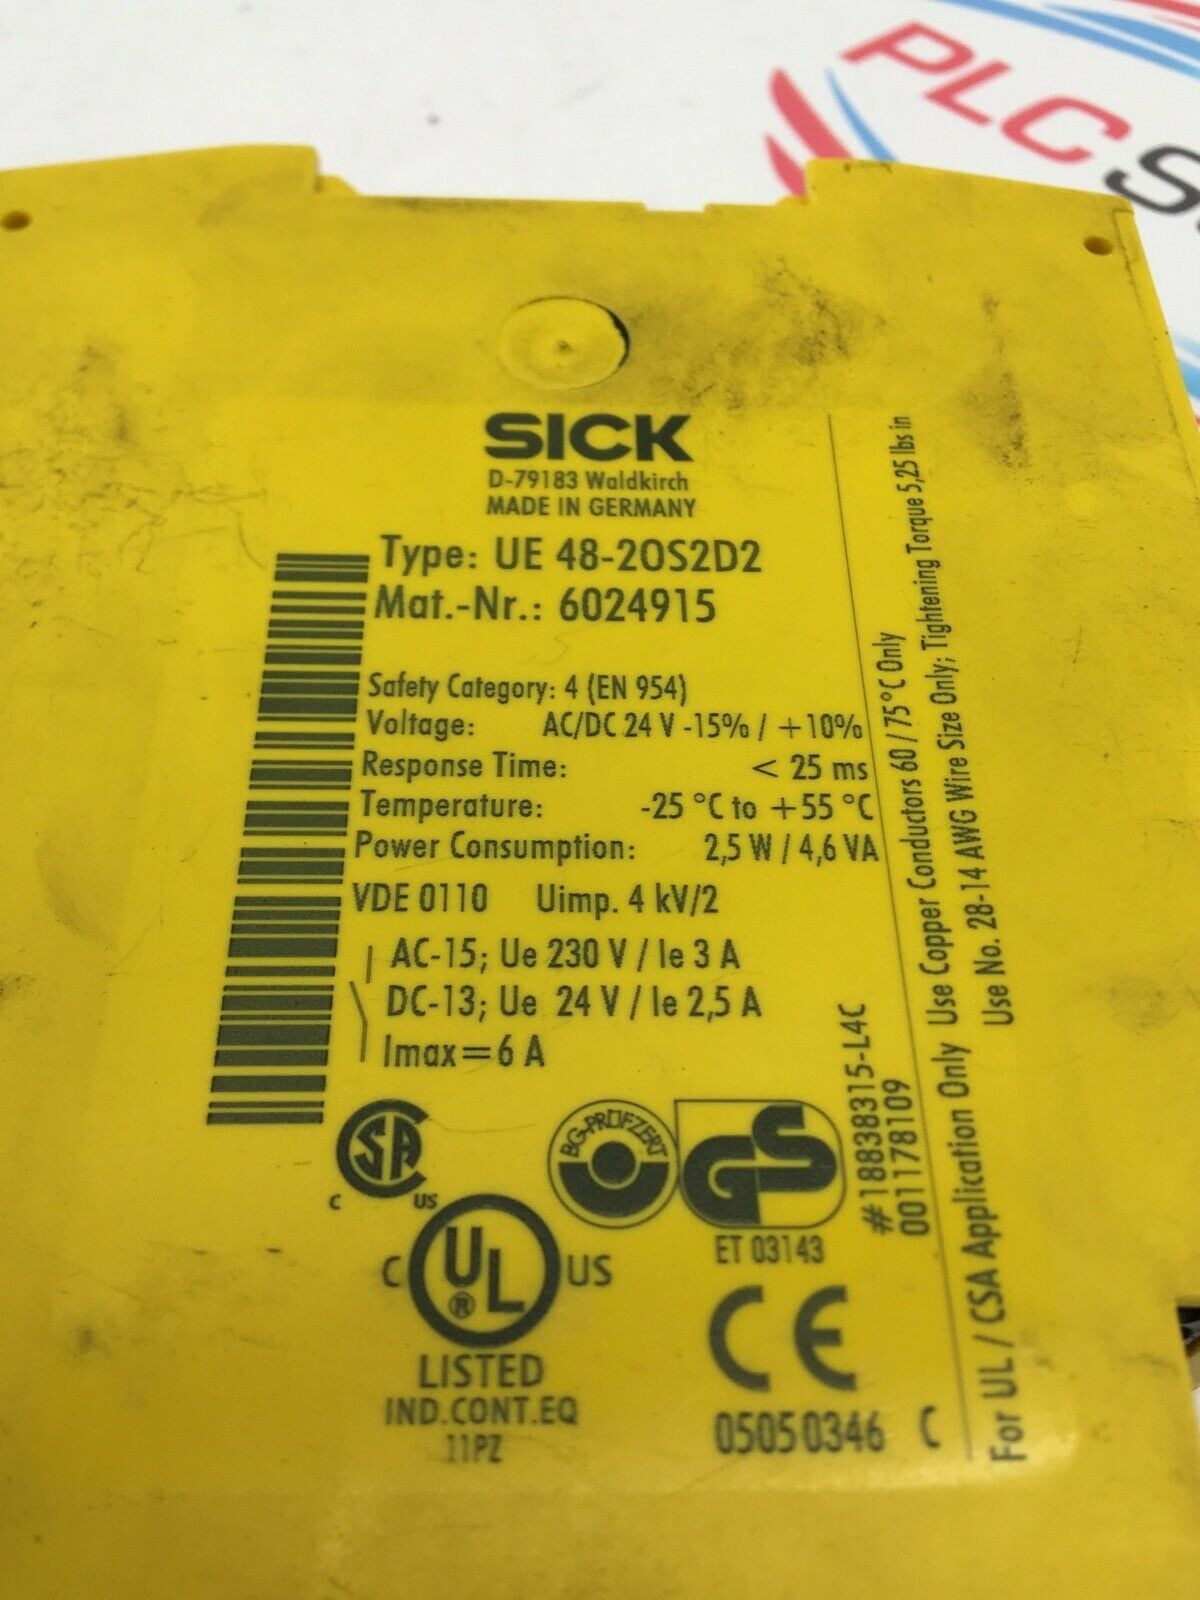 PLC
SICK
D-79183 Waldkirch
MADE IN GERMANY
Type: UE 48-2OS2D2
Mat.-Nr.: 6024915
Safety Category: 4 (EN 954)
Voltage: AC/DC 24 V -15% / +10%
Response Time: < 25 ms
Temperature: -25 °C to +55 °C
Power Consumption: 2,5 W / 4,6 VA
VDE 0110 Uimp. 4 kV/2
AC-15; Ue 230 V / Ie 3 A
DC-13; Ue 24 V / Ie 2,5 A
Imax=6 A
SA
C US
BG-PRÜFZERT
GS
ET 03143
C UL ® US
LISTED
IND.CONT.EQ
11PZ
CE
05050346 C
#18838315-L4C
001178109
For UL / CSA Application Only Use Copper Conductors 60 / 75°C Only
Use No. 28-14 AWG Wire Size Only; Tightening Torque 5,25 lbs in